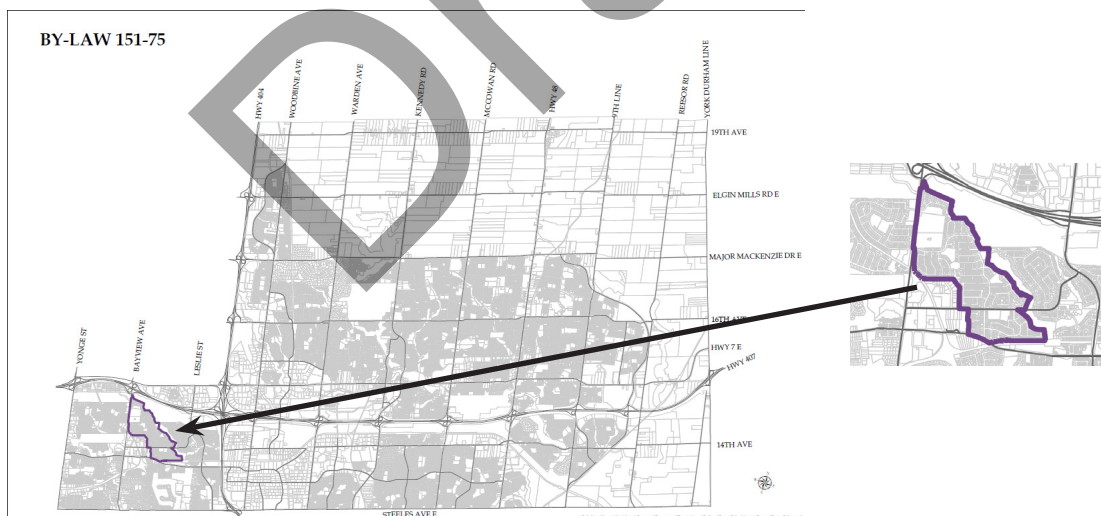 BY-LAW 151-75
HWY 404
WOODBINE AVE
WARDEN AVE
KENNEDY RD
MCCOWAN RD
HWY 48
9TH LINE
REESOR RD
YORK DURHAM LINE
19TH AVE
ELGIN MILLS RD E
MAJOR MACKENZIE DR E
16TH AVE
HWY 7 E
HWY 407
YONGE ST
BAYVIEW AVE
LESLIE ST
14TH AVE
STEELES AVE E